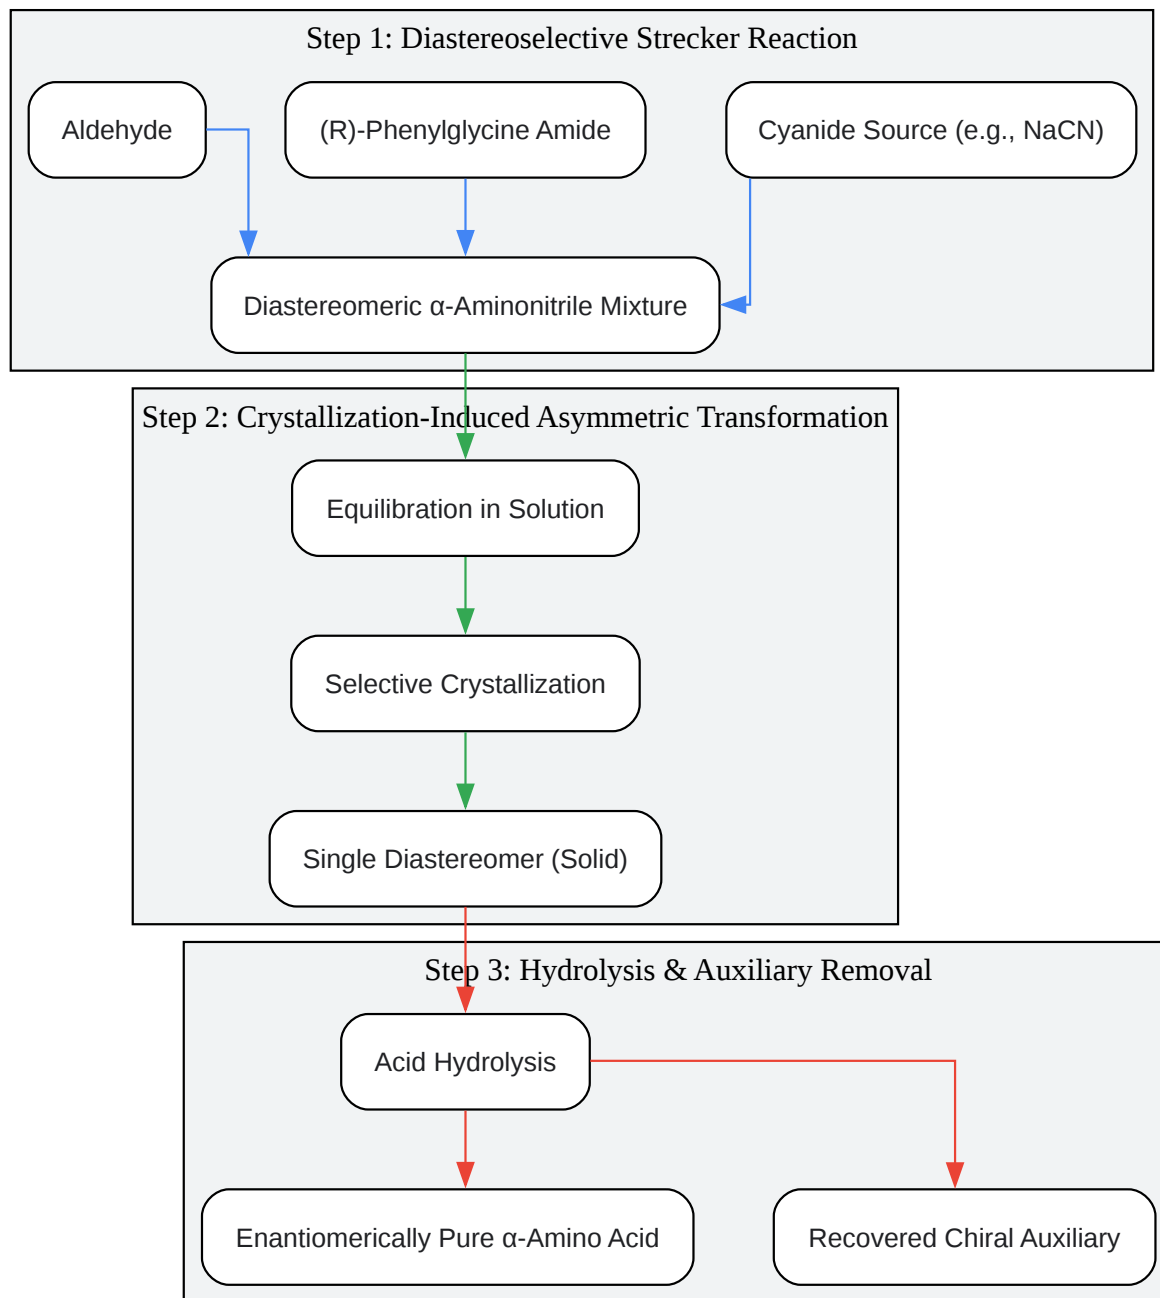 Step 1: Diastereoselective Strecker Reaction
Aldehyde
(R)-Phenylglycine Amide
Cyanide Source (e.g., NaCN)
Diastereomeric α-Aminonitrile Mixture
Step 2: Crystallization-Induced Asymmetric Transformation
Equilibration in Solution
Selective Crystallization
Single Diastereomer (Solid)
Step 3: Hydrolysis & Auxiliary Removal
Acid Hydrolysis
Enantiomerically Pure α-Amino Acid
Recovered Chiral Auxiliary